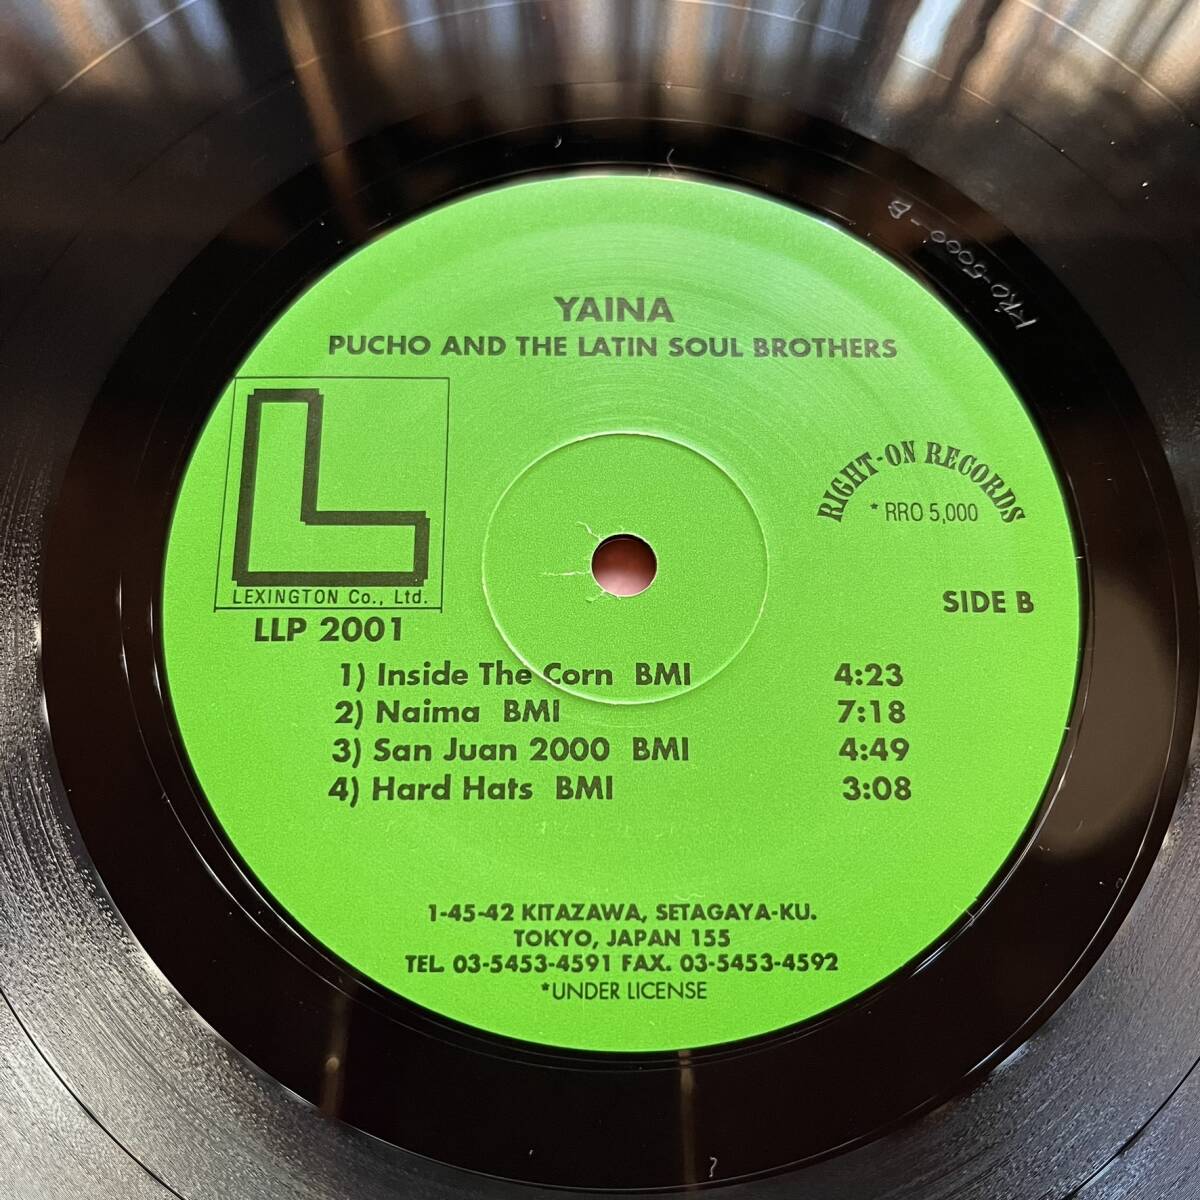 RRO-5000-B
YAINA
PUCHO AND THE LATIN SOUL BROTHERS
RIGHT-ON RECORDS
* RRO 5,000
L
LEXINGTON Co., Ltd.
LLP 2001
SIDE B
1) Inside The Corn BMI 4:23
2) Naima BMI 7:18
3) San Juan 2000 BMI 4:49
4) Hard Hats BMI 3:08
1-45-42 KITAZAWA, SETAGAYA-KU.
TOKYO, JAPAN 155
TEL. 03-5453-4591 FAX. 03-5453-4592
*UNDER LICENSE